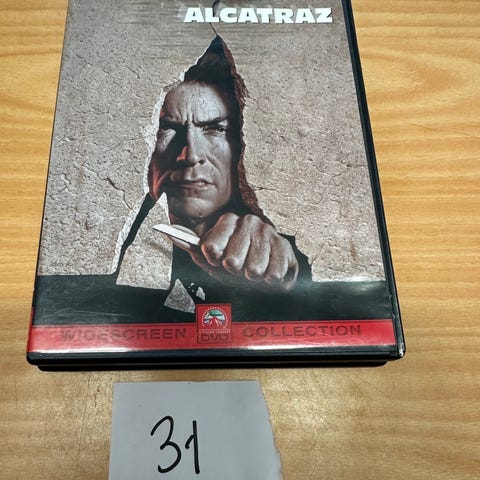 ALCATRAZ
WIDESCREEN DVD COLLECTION
31